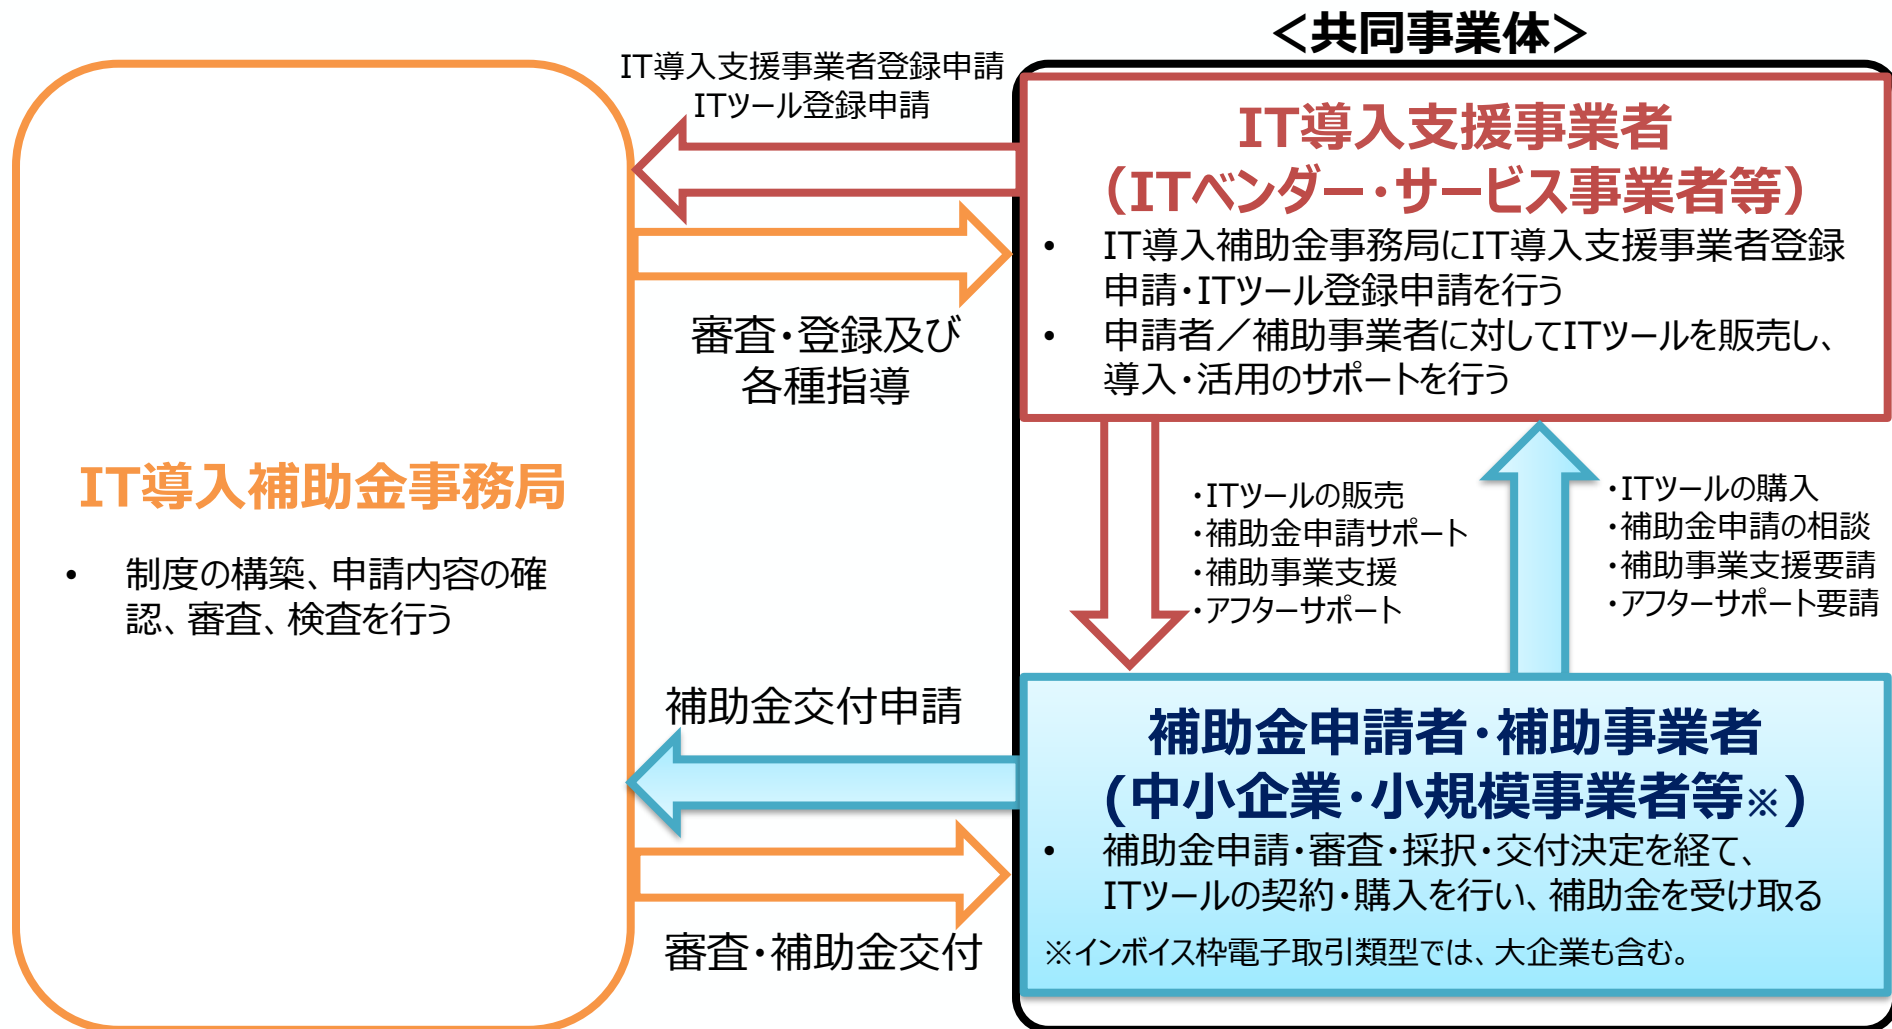 <共同事業体>
IT導入支援事業者登録申請
ITツール登録申請
審査・登録及び
各種指導
IT導入補助金事務局
• 制度の構築、申請内容の確
認、審査、検査を行う
補助金交付申請
審査・補助金交付
IT導入支援事業者
（ITベンダー・サービス事業者等）
• IT導入補助金事務局にIT導入支援事業者登録
申請・ITツール登録申請を行う
• 申請者／補助事業者に対してITツールを販売し、
導入・活用のサポートを行う
・ITツールの販売
・補助金申請サポート
・補助事業支援
・アフターサポート
・ITツールの購入
・補助金申請の相談
・補助事業支援要請
・アフターサポート要請
補助金申請者・補助事業者
(中小企業・小規模事業者等※)
• 補助金申請・審査・採択・交付決定を経て、
ITツールの契約・購入を行い、補助金を受け取る
※インボイス枠電子取引類型では、大企業も含む。